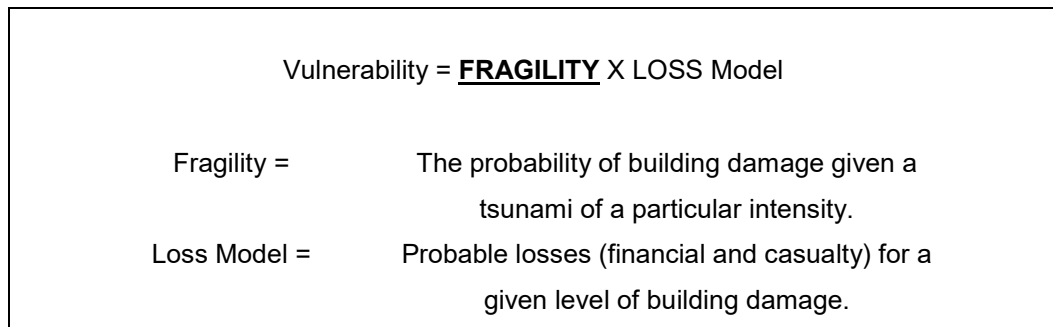 Vulnerability = FRAGILITY X LOSS Model
Fragility = The probability of building damage given a
tsunami of a particular intensity.
Loss Model = Probable losses (financial and casualty) for a
given level of building damage.